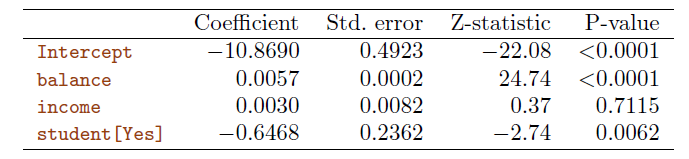 Coefficient Std. error Z-statistic P-value
Intercept −10.8690 0.4923 −22.08 <0.0001
balance 0.0057 0.0002 24.74 <0.0001
income 0.0030 0.0082 0.37 0.7115
student[Yes] −0.6468 0.2362 −2.74 0.0062